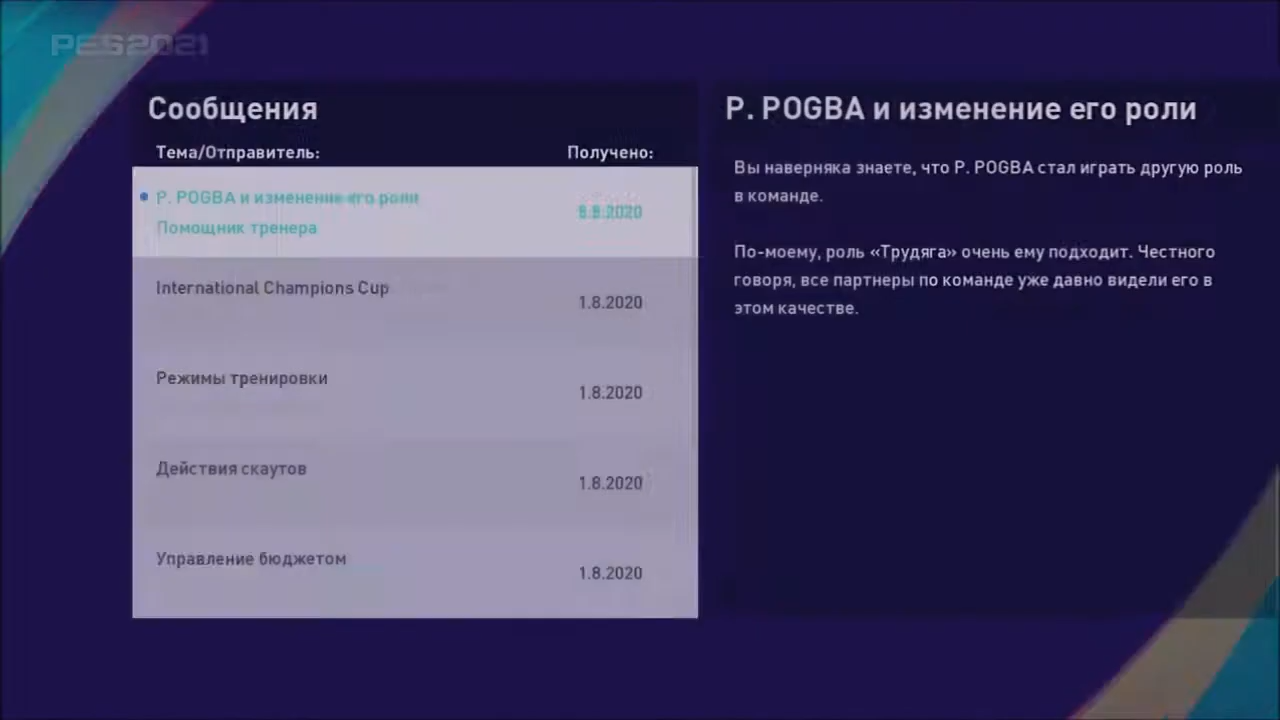 PES2021
Сообщения
Тема/Отправитель: Получено:
P. POGBA и изменение его роли
8.8.2020
Помощник тренера
International Champions Cup
1.8.2020
Режимы тренировки
1.8.2020
Действия скаутов
1.8.2020
Управление бюджетом
1.8.2020
P. POGBA и изменение его роли
Вы наверняка знаете, что P. POGBA стал играть другую роль
в команде.
По-моему, роль «Трудяга» очень ему подходит. Честного
говоря, все партнеры по команде уже давно видели его в
этом качестве.